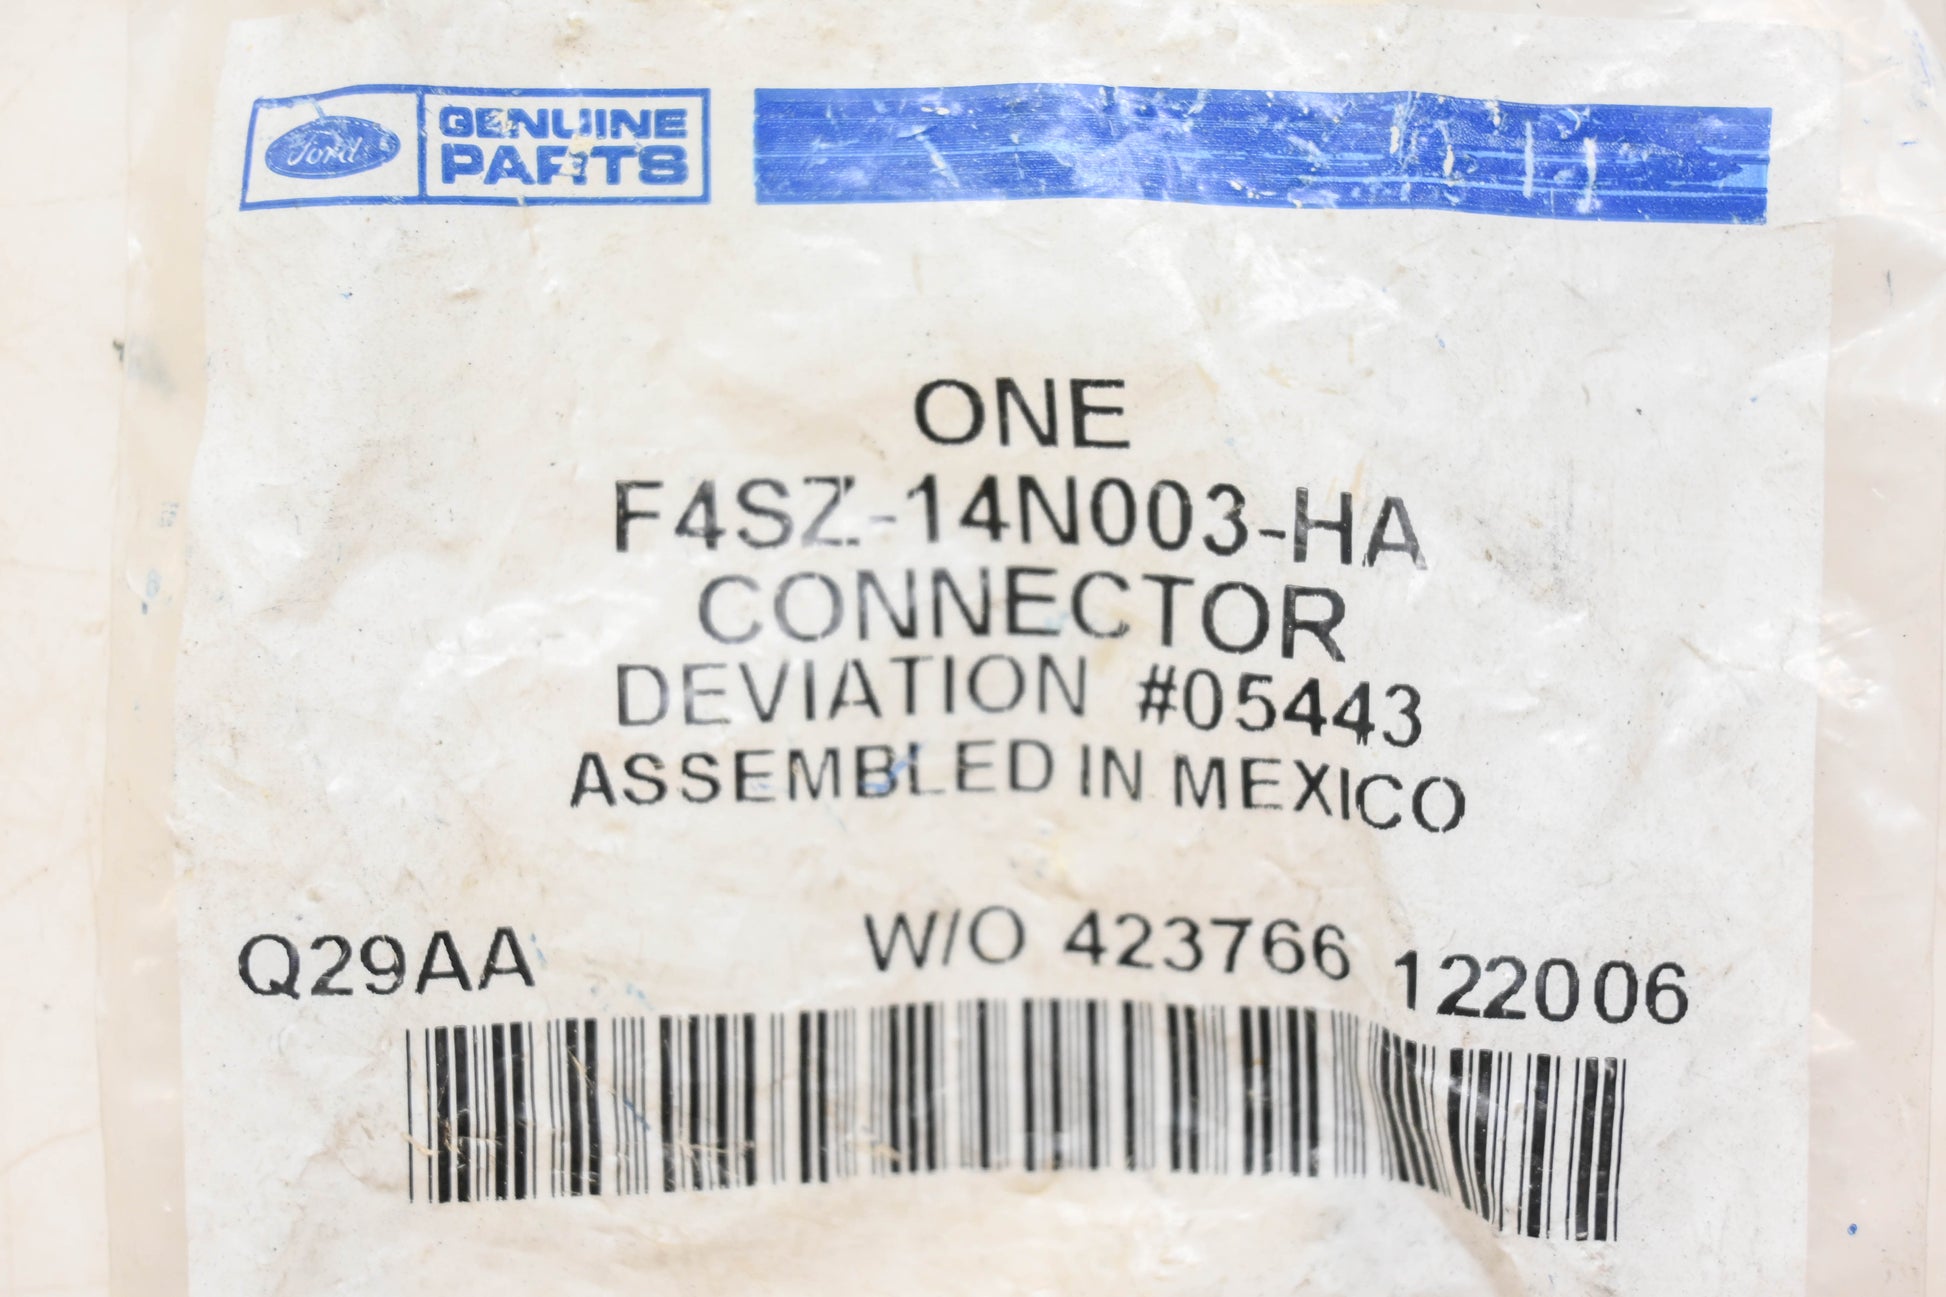 Ford GENUINE
PARTS
ONE
F4SZ-14N003-HA
CONNECTOR
DEVIATION #05443
ASSEMBLED IN MEXICO
Q29AA W/O 423766 122006